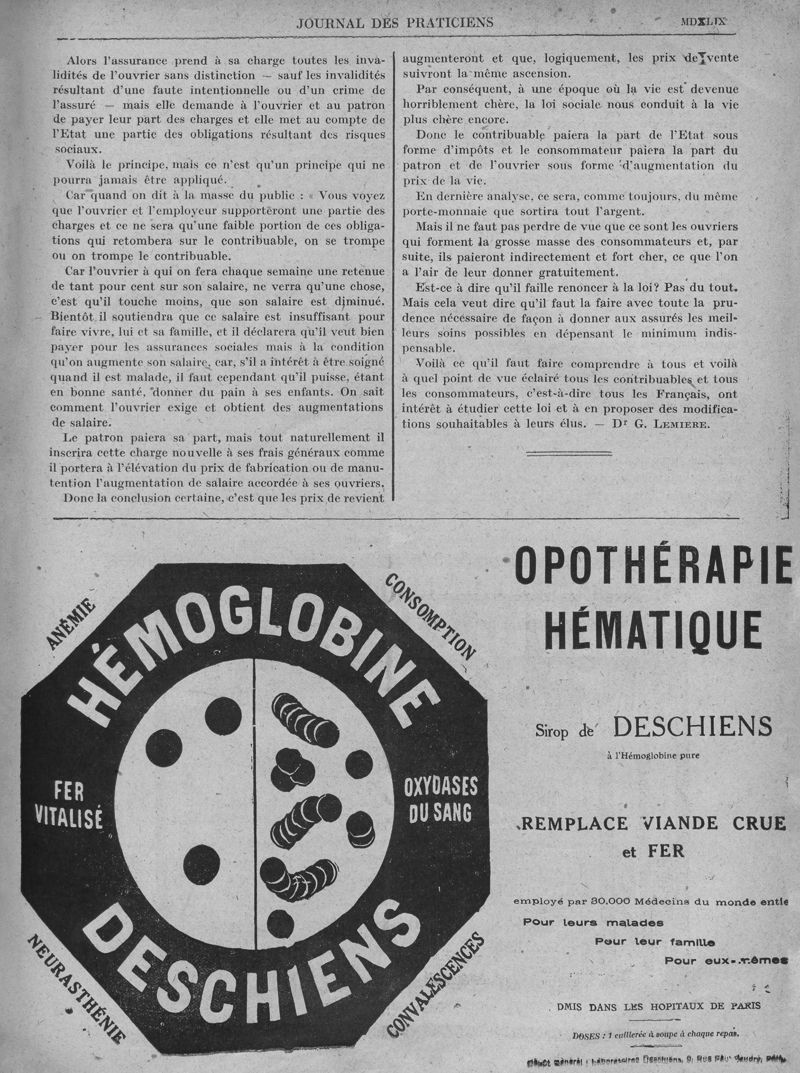 JOURNAL DES PRATICIENS
MDXLIX
Alors l'assurance prend à sa charge toutes les inva-
lidités de l'ouvrier sans distinction — sauf les invalidités
résultant d'une faute intentionnelle ou d'un crime de
l'assuré — mais elle demande à l'ouvrier et au patron
de payer leur part des charges et elle met au compte de
l'Etat une partie des obligations résultant des risques
sociaux.
Voilà le principe, mais ce n'est qu'un principe qui ne
pourra jamais être appliqué.
Car quand on dit à la masse du public : « Vous voyez
que l'ouvrier et l'employeur supporteront une partie des
charges et ce ne sera qu'une faible portion de ces obliga-
tions qui retombera sur le contribuable, on se trompe
ou on trompe le contribuable.
Car l'ouvrier à qui on fera chaque semaine une retenue
de tant pour cent sur son salaire, ne verra qu'une chose,
c'est qu'il touche moins, que son salaire est diminué.
Bientôt il soutiendra que ce salaire est insuffisant pour
faire vivre, lui et sa famille, et il déclarera qu'il veut bien
payer pour les assurances sociales mais à la condition
qu'on augmente son salaire, car, s'il a intérêt à être soigné
quand il est malade, il faut cependant qu'il puisse, étant
en bonne santé, donner du pain à ses enfants. On sait
comment l'ouvrier exige et obtient des augmentations
de salaire.
Le patron paiera sa part, mais tout naturellement il
inscrira cette charge nouvelle à ses frais généraux comme
il portera à l'élévation du prix de fabrication ou de manu-
tention l'augmentation de salaire accordée à ses ouvriers.
Donc la conclusion certaine, c'est que les prix de revient
augmenteront et que, logiquement, les prix de vente
suivront la même ascension.
Par conséquent, à une époque où la vie est devenue
horriblement chère, la loi sociale nous conduit à la vie
plus chère encore.
Donc le contribuable paiera la part de l'Etat sous
forme d'impôts et le consommateur paiera la part du
patron et de l'ouvrier sous forme d'augmentation du
prix de la vie.
En dernière analyse, ce sera, comme toujours, du même
porte-monnaie que sortira tout l'argent.
Mais il ne faut pas perdre de vue que ce sont les ouvriers
qui forment la grosse masse des consommateurs et, par
suite, ils paieront indirectement et fort cher, ce que l'on
a l'air de leur donner gratuitement.
Est-ce à dire qu'il faille renoncer à la loi? Pas du tout.
Mais cela veut dire qu'il faut la faire avec toute la pru-
dence nécessaire de façon à donner aux assurés les meil-
leurs soins possibles en dépensant le minimum indis-
pensable.
Voilà ce qu'il faut faire comprendre à tous et voilà
à quel point de vue éclairé tous les contribuables et tous
les consommateurs, c'est-à-dire tous les Français, ont
intérêt à étudier cette loi et à en proposer des modifica-
tions souhaitables à leurs élus. — Dr G. LEMIERE.
ANÉMIE
CONSOMPTION
HÉMOGLOBINE
FER
VITALISÉ
OXYDASES
DU SANG
DESCHIENS
NEURASTHÉNIE
CONVALESCENCES
OPOTHÉRAPIE
HÉMATIQUE
Sirop de DESCHIENS
à l'Hémoglobine pure
REMPLACE VIANDE CRUE
et FER
employé par 30.000 Médecins du monde entie
Pour leurs malades
Pour leur famille
Pour eux-mêmes
DMIS DANS LES HOPITAUX DE PARIS
DOSES : 1 cuillerée à soupe à chaque repas.
Général : Laboratoires Deschiens, 9, Rue